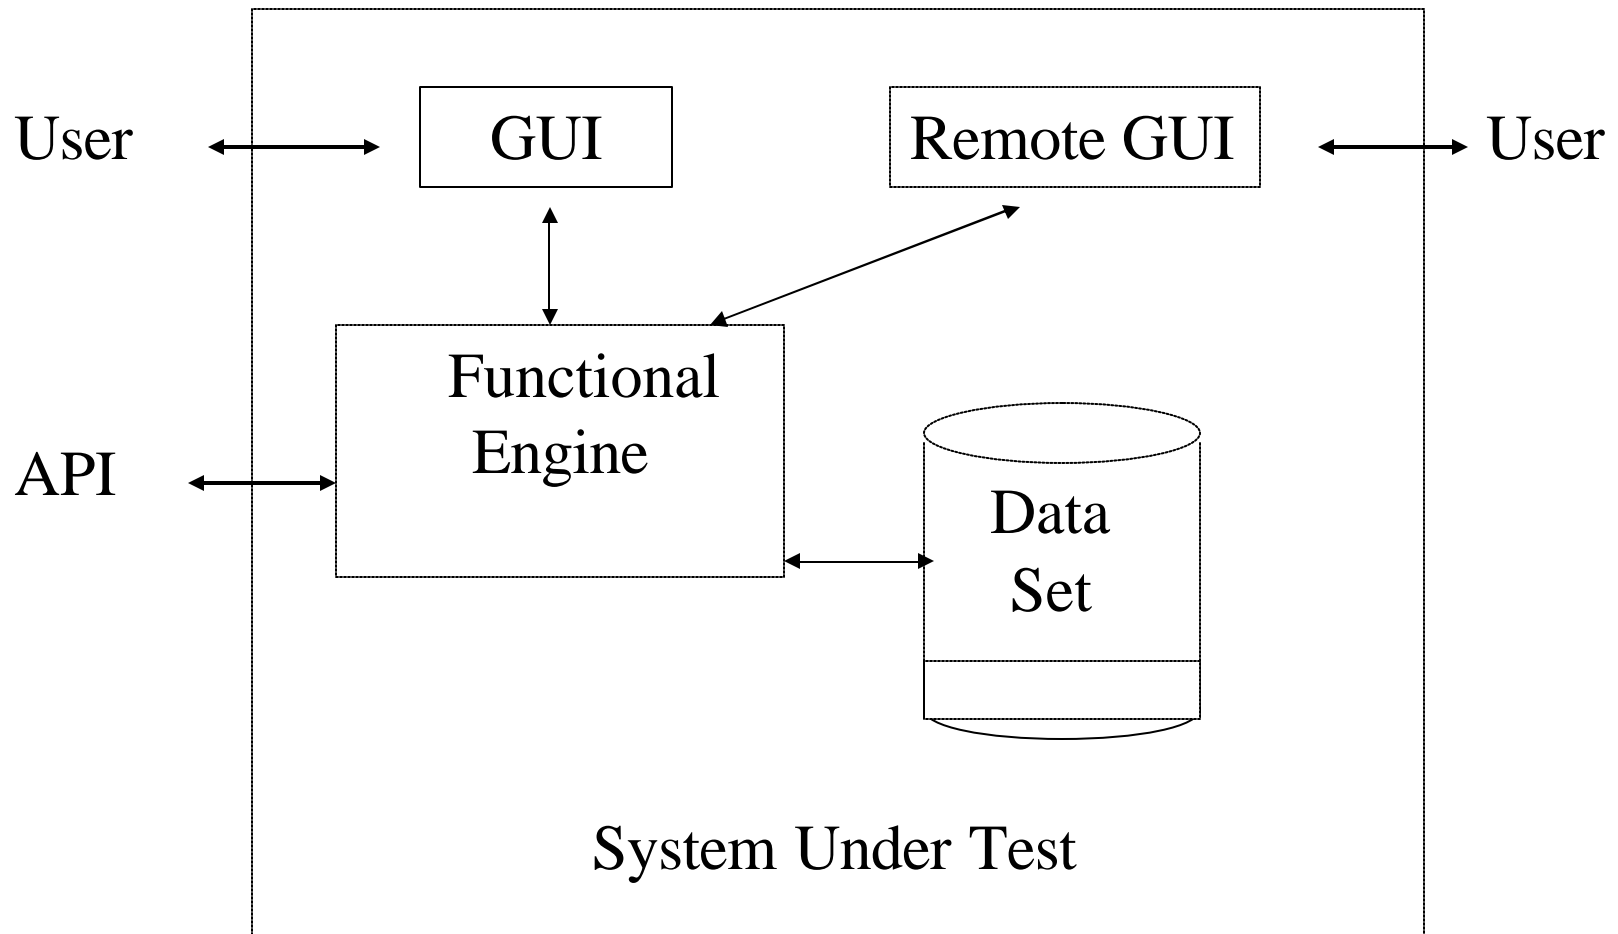 User
GUI
Remote GUI
User
Functional
Engine
API
Data
Set
System Under Test